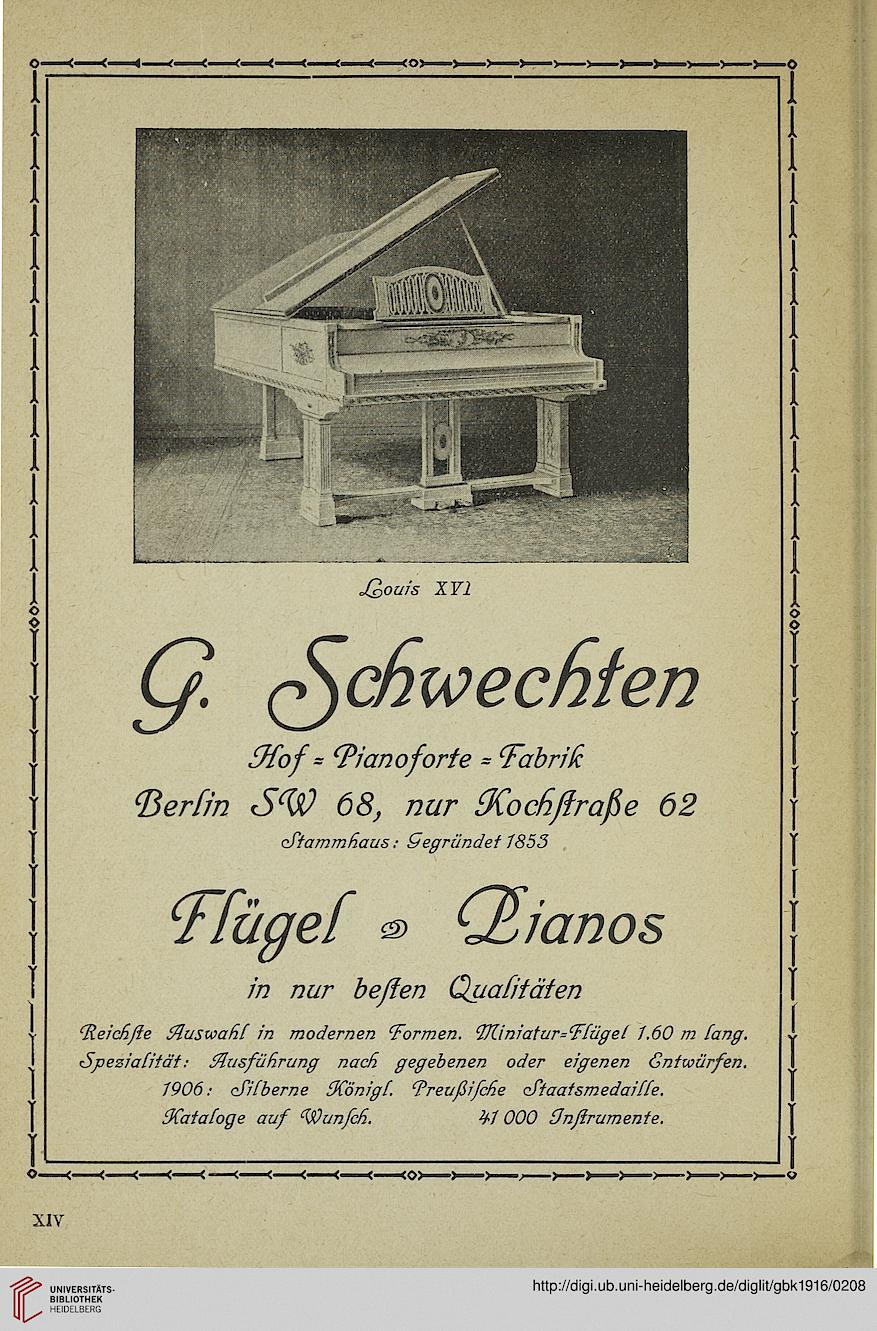 Louis XVI
G. Schwechten
Hof = Pianoforte = Fabrik
Berlin SW 68, nur Kochſtraße 62
Stammhaus: Gegründet 1853
Flügel Pianos
in nur beſten Qualitäten
Reichſte Auswahl in modernen Formen. Miniatur=Flügel 1.60 m lang.
Spezialität: Ausführung nach gegebenen oder eigenen Entwürfen.
1906: Silberne Königl. Preußiſche Staatsmedaille.
Kataloge auf Wunſch. 41 000 Inſtrumente.
XIV
UNIVERSITÄTS-
BIBLIOTHEK
HEIDELBERG
http://digi.ub.uni-heidelberg.de/diglit/gbk1916/0208